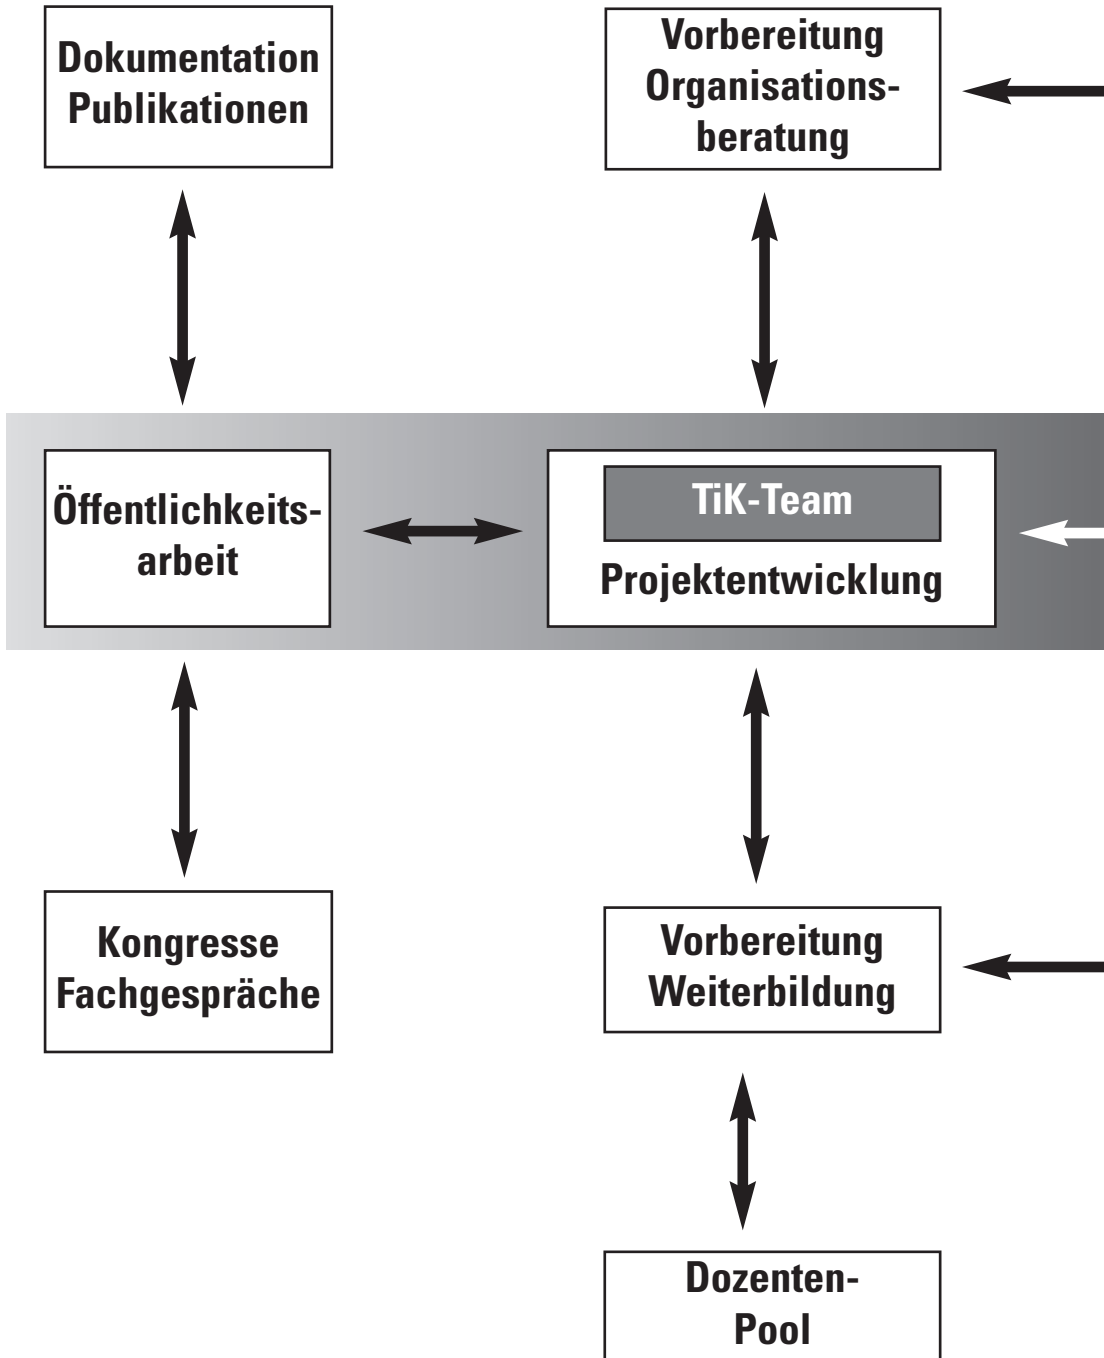 Dokumentation
Publikationen
Vorbereitung
Organisations-
beratung
Öffentlichkeits-
arbeit
TiK-Team
Projektentwicklung
Kongresse
Fachgespräche
Vorbereitung
Weiterbildung
Dozenten-
Pool